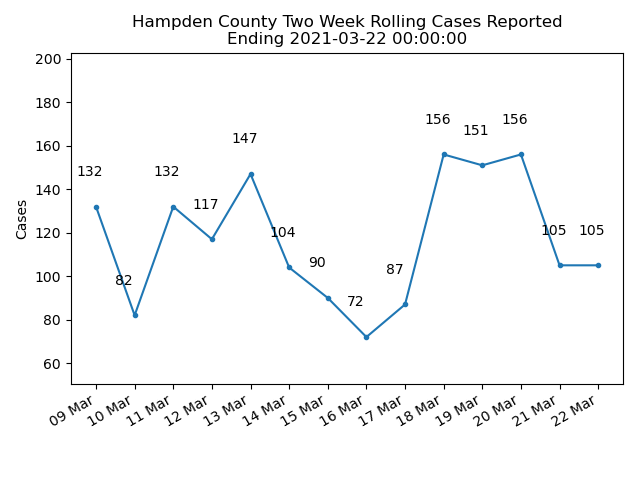 Hampden County Two Week Rolling Cases Reported
Ending 2021-03-22 00:00:00
Cases
200
180
160
140
120
100
80
60
132
82
132
117
147
104
90
72
87
156
151
156
105
105
09 Mar
10 Mar
11 Mar
12 Mar
13 Mar
14 Mar
15 Mar
16 Mar
17 Mar
18 Mar
19 Mar
20 Mar
21 Mar
22 Mar